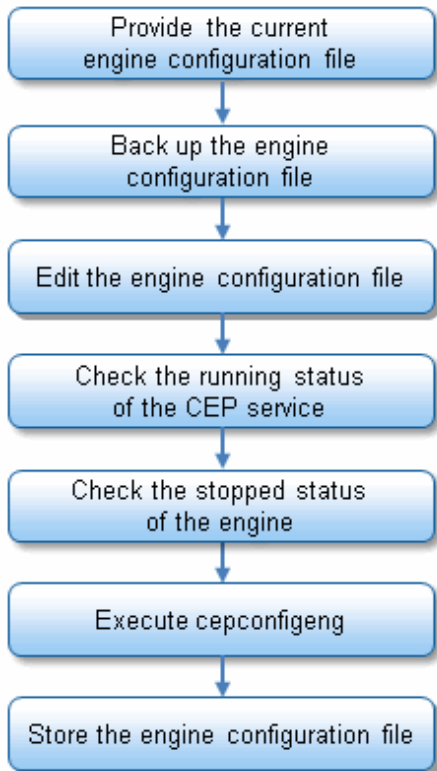 Provide the current
engine configuration file
Back up the engine
configuration file
Edit the engine configuration file
Check the running status
of the CEP service
Check the stopped status
of the engine
Execute cepconfigeng
Store the engine configuration file